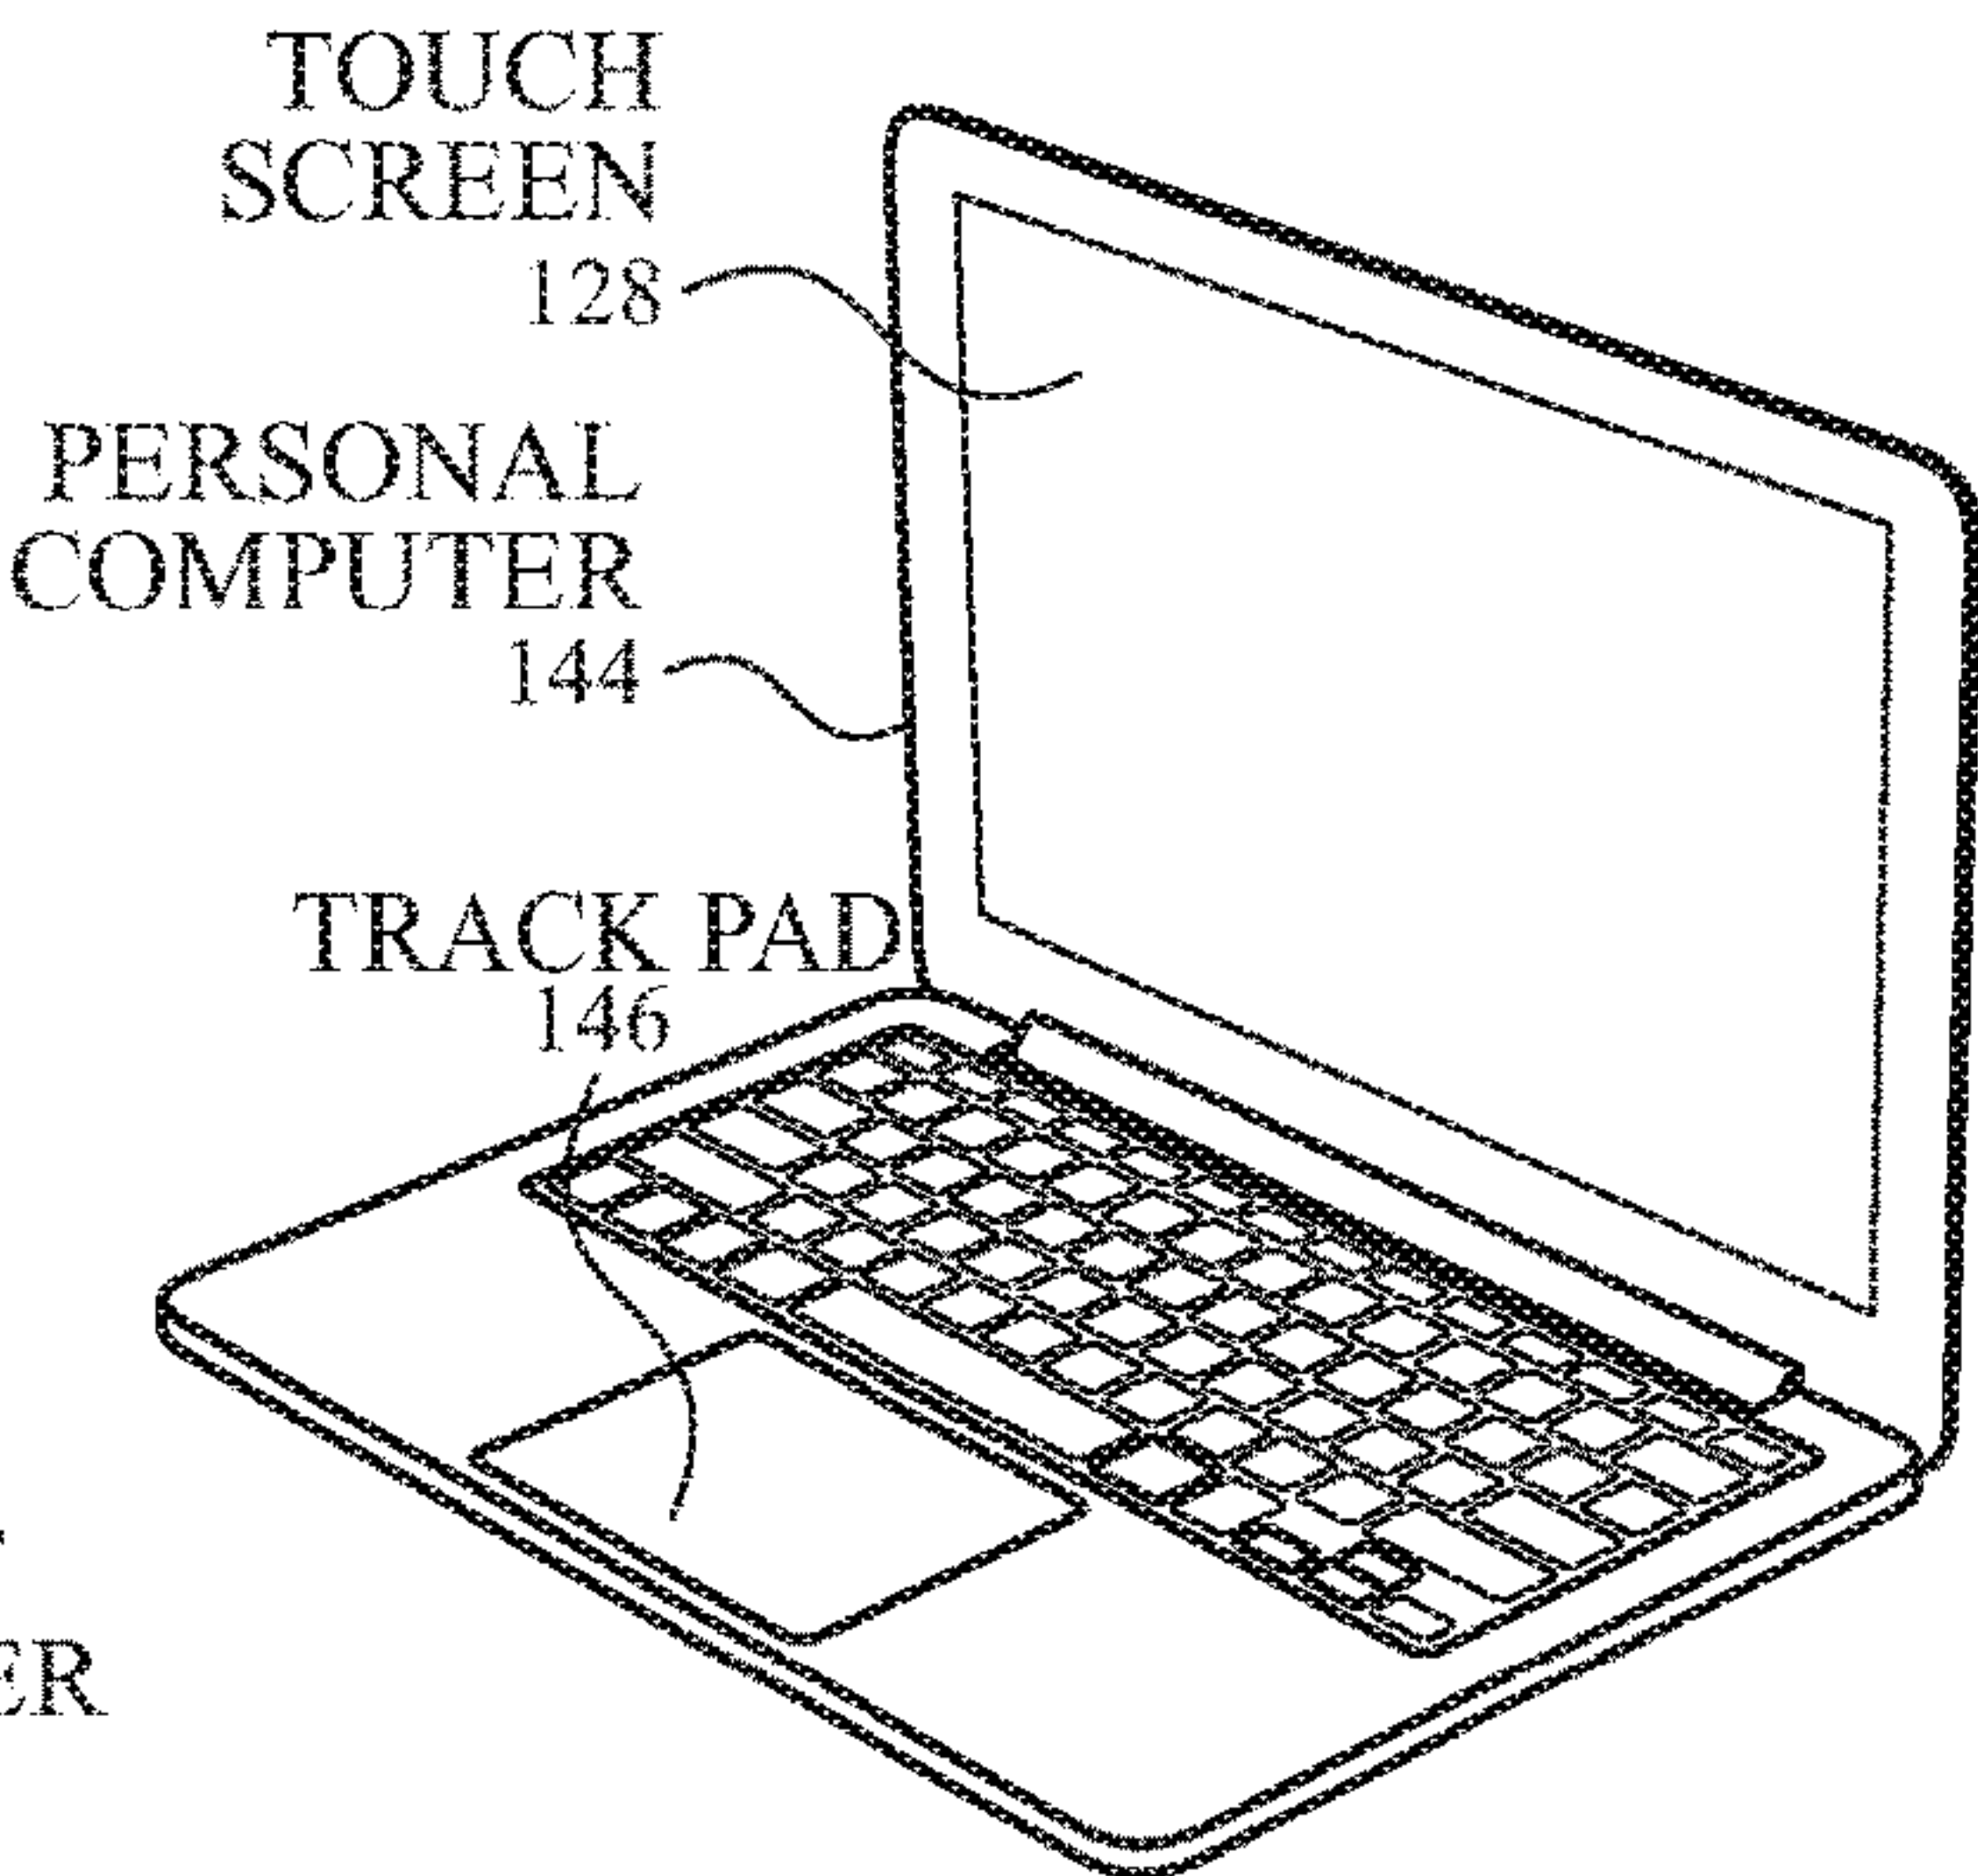 TOUCH
SCREEN
128
PERSONAL
COMPUTER
144
TRACK PAD
146
ER